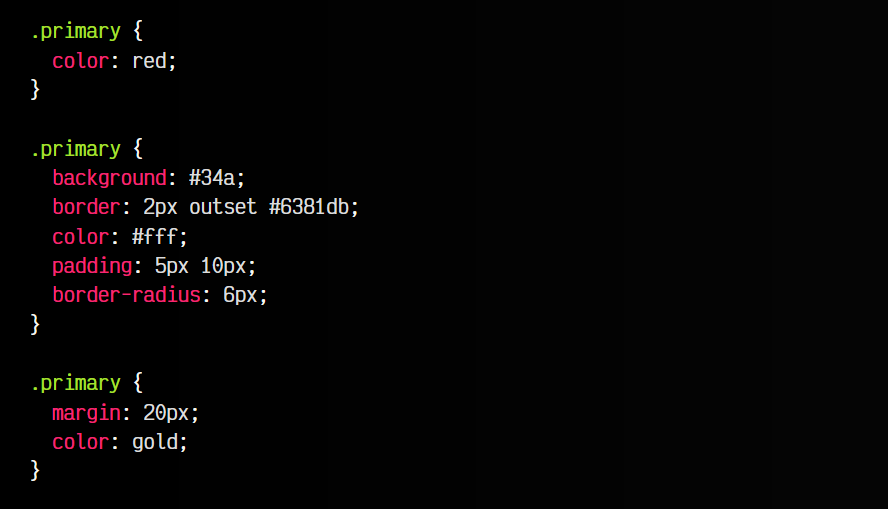 .primary {
  color: red;
}

.primary {
  background: #34a;
  border: 2px outset #6381db;
  color: #fff;
  padding: 5px 10px;
  border-radius: 6px;
}

.primary {
  margin: 20px;
  color: gold;
}